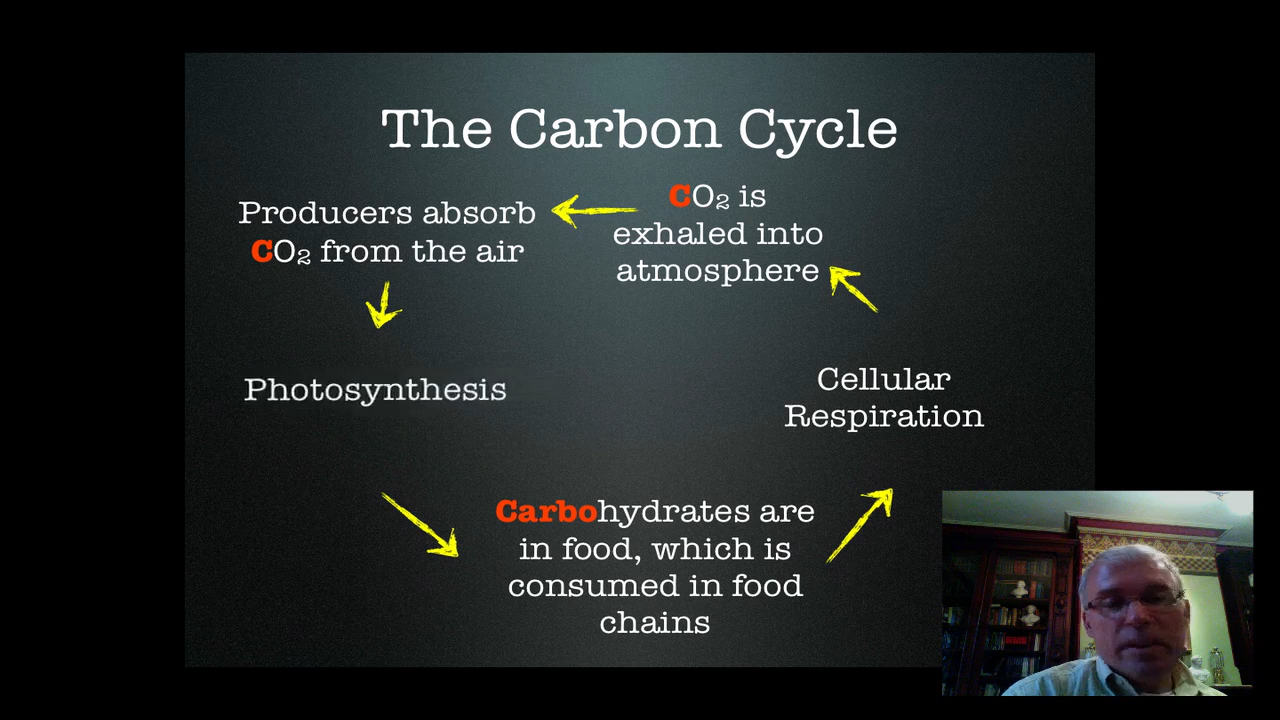 The Carbon Cycle
Producers absorb
CO₂ from the air
CO₂ is
exhaled into
atmosphere
Photosynthesis
Cellular
Respiration
Carbohydrates are
in food, which is
consumed in food
chains